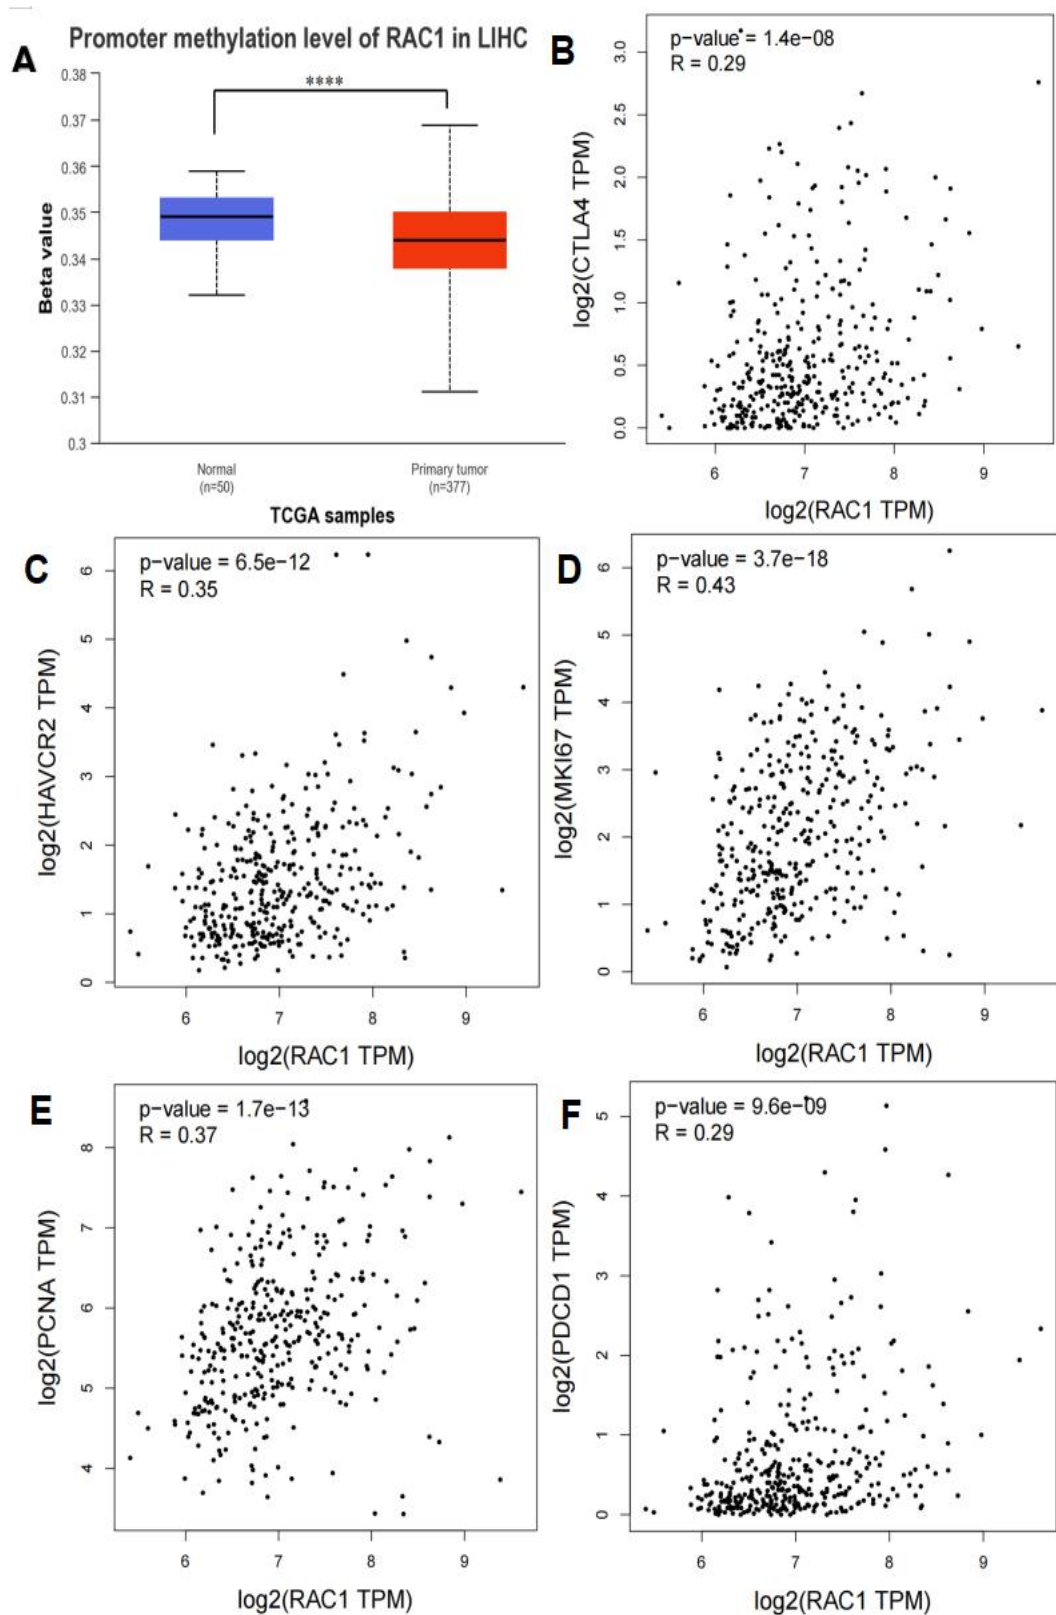 A
Promoter methylation level of RAC1 in LIHC
****
Beta value
0.38
0.37
0.36
0.35
0.34
0.33
0.32
0.31
0.3
Normal
(n=50)
Primary tumor
(n=377)
TCGA samples
B
p-value = 1.4e-08
R = 0.29
log2(CTLA4 TPM)
3.0
2.5
2.0
1.5
1.0
0.5
0.0
6 7 8 9
log2(RAC1 TPM)
C
p-value = 6.5e-12
R = 0.35
log2(HAVCR2 TPM)
6
5
4
3
2
1
0
6 7 8 9
log2(RAC1 TPM)
D
p-value = 3.7e-18
R = 0.43
log2(MKI67 TPM)
6
5
4
3
2
1
0
6 7 8 9
log2(RAC1 TPM)
E
p-value = 1.7e-13
R = 0.37
log2(PCNA TPM)
8
7
6
5
4
6 7 8 9
log2(RAC1 TPM)
F
p-value = 9.6e-09
R = 0.29
log2(PDCD1 TPM)
5
4
3
2
1
0
6 7 8 9
log2(RAC1 TPM)